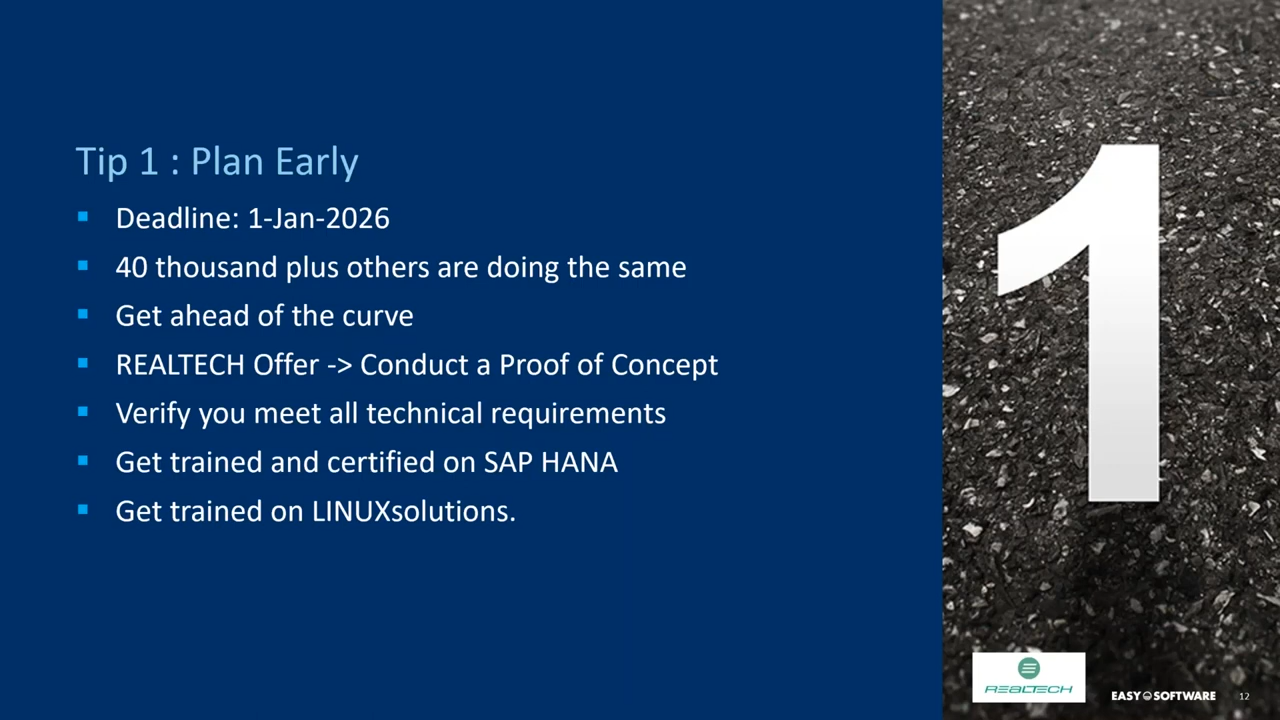 Tip 1 : Plan Early
Deadline: 1-Jan-2026
40 thousand plus others are doing the same
Get ahead of the curve
REALTECH Offer -> Conduct a Proof of Concept
Verify you meet all technical requirements
Get trained and certified on SAP HANA
Get trained on LINUXsolutions.
1
REALTECH
EASY SOFTWARE
12